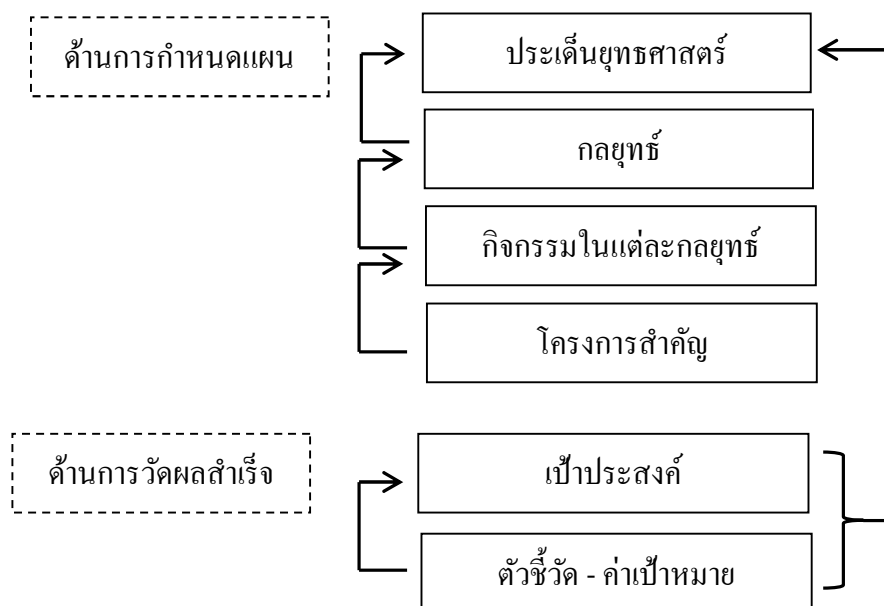 ด้านการกำหนดแผน
ประเด็นยุทธศาสตร์
กลยุทธ์
กิจกรรมในแต่ละกลยุทธ์
โครงการสำคัญ
ด้านการวัดผลสำเร็จ
เป้าประสงค์
ตัวชี้วัด - ค่าเป้าหมาย